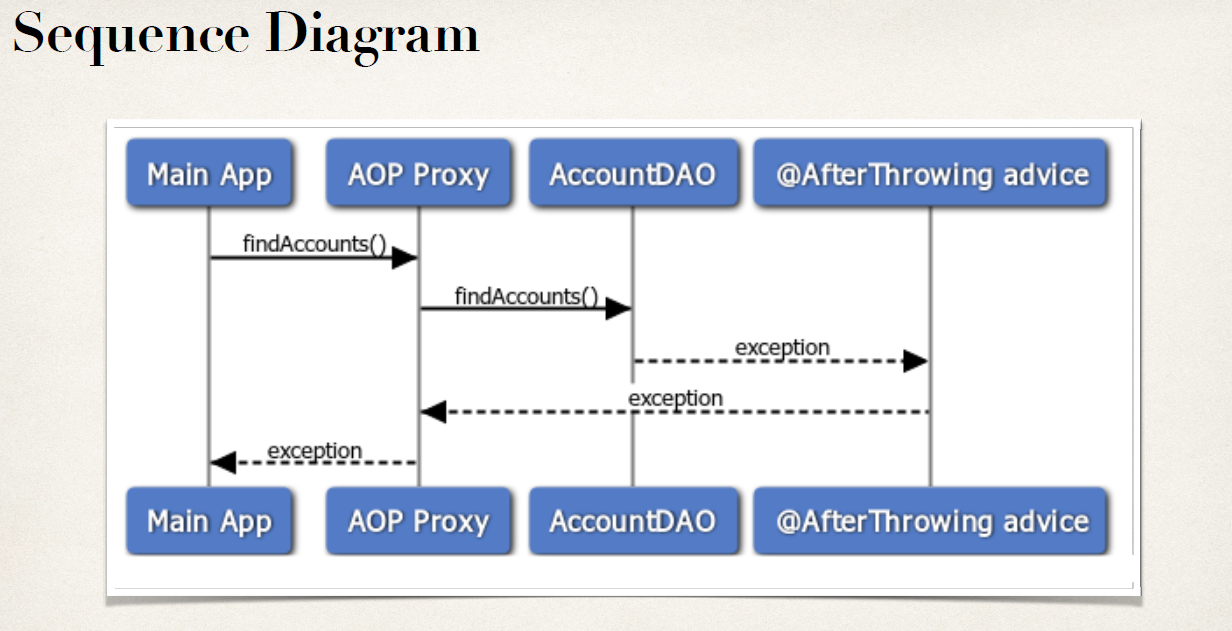 Sequence Diagram
Main App AOP Proxy AccountDAO @AfterThrowing advice
findAccounts()
findAccounts()
exception
exception
exception
Main App AOP Proxy AccountDAO @AfterThrowing advice